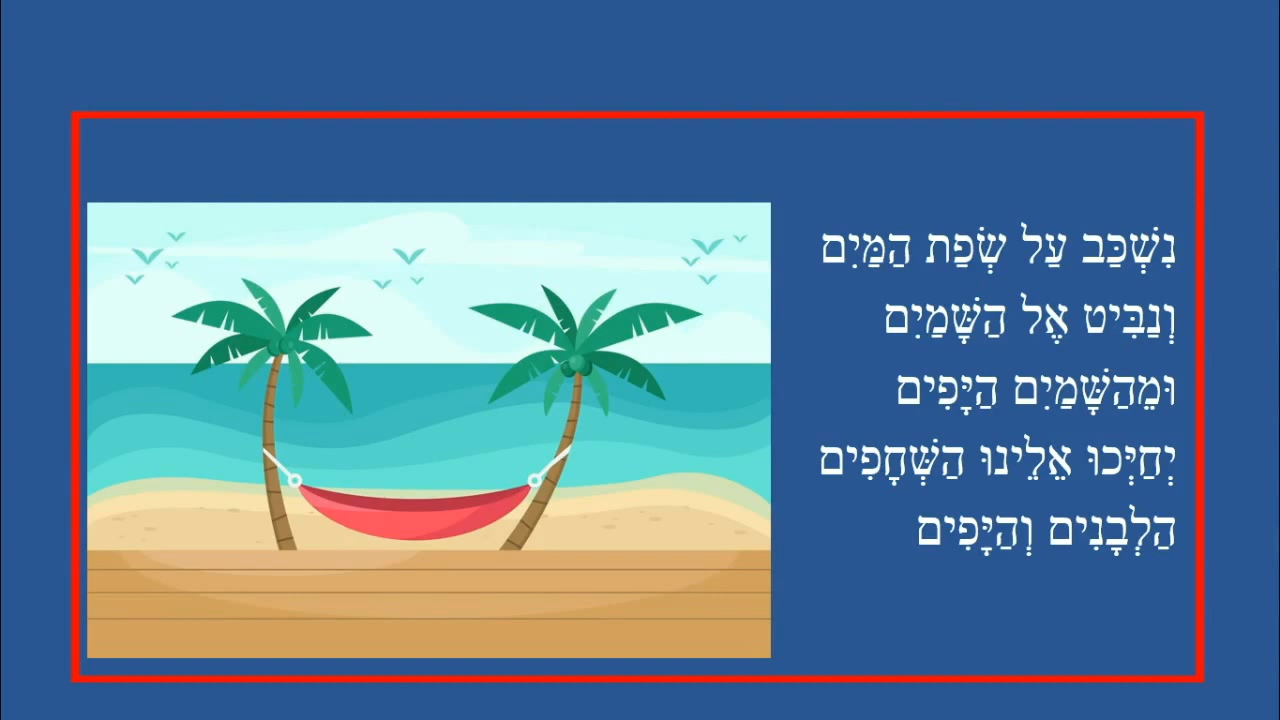 נִשְׁכַּב עַל שְׂפַת הַמַּיִם
וְנַבִּיט אֶל הַשָּׁמַיִם
וּמֵהַשָּׁמַיִם הַיָּפִים
יְחַיְּכוּ אֵלֵינוּ הַשְּׁחָפִים
הַלְבָנִים וְהַיָּפִים